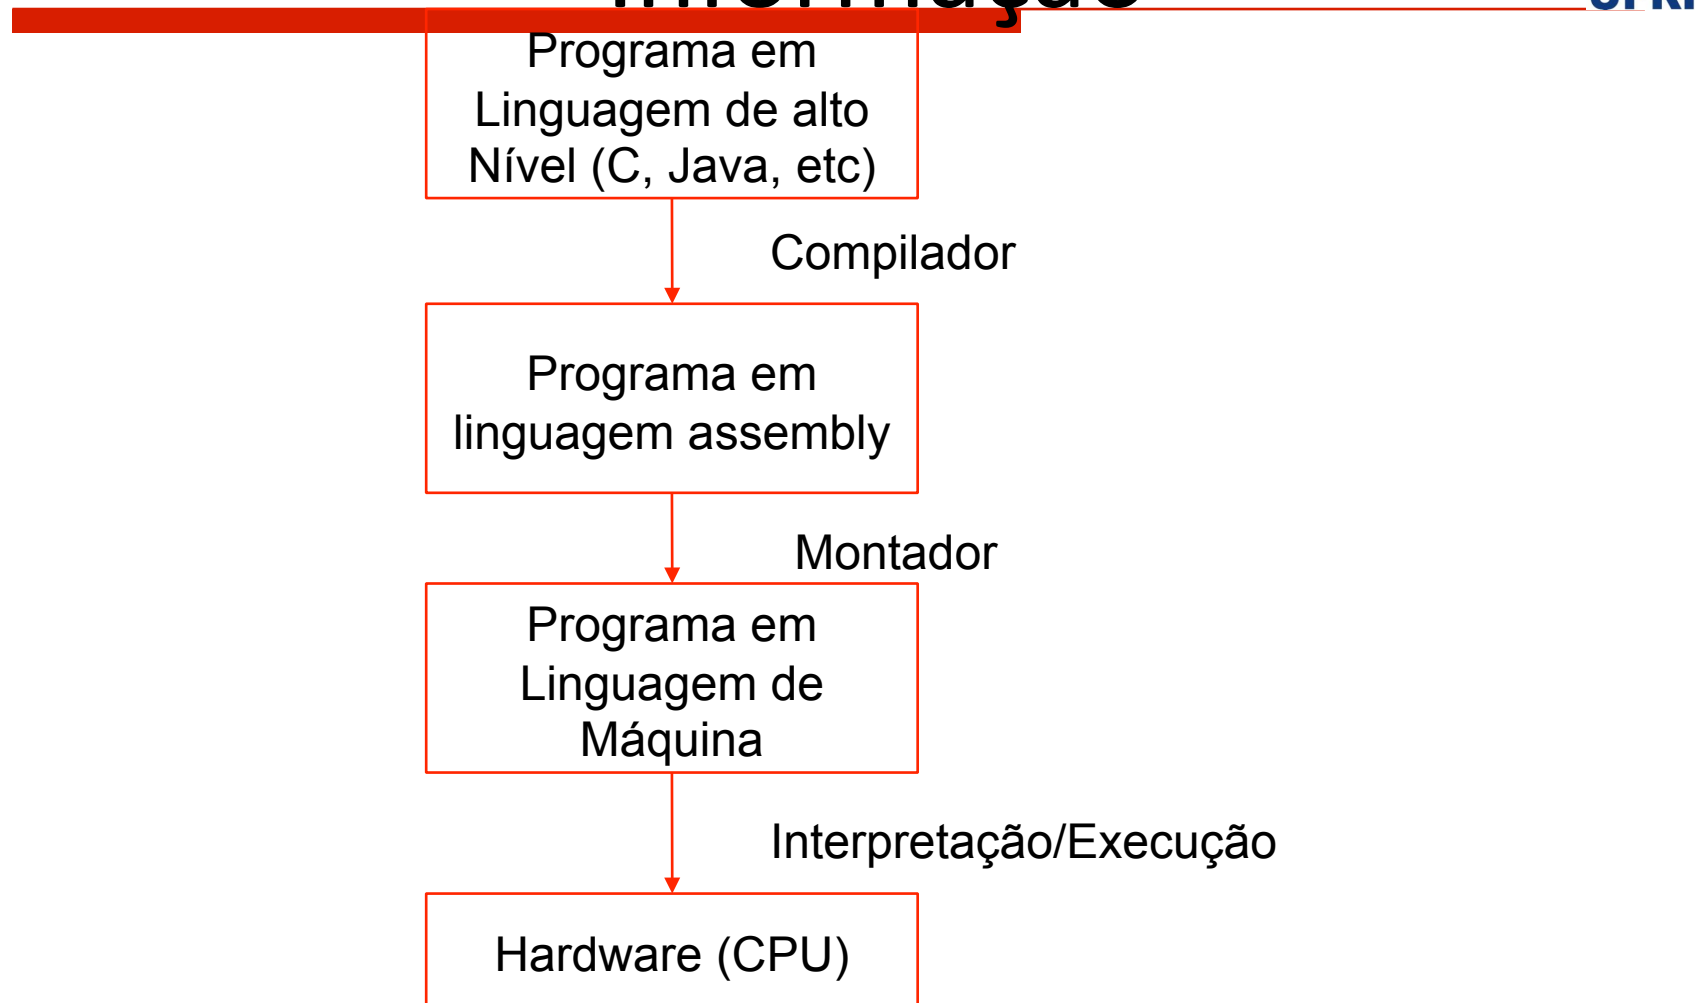 Programa em
Linguagem de alto
Nível (C, Java, etc)
Compilador
Programa em
linguagem assembly
Montador
Programa em
Linguagem de
Máquina
Interpretação/Execução
Hardware (CPU)